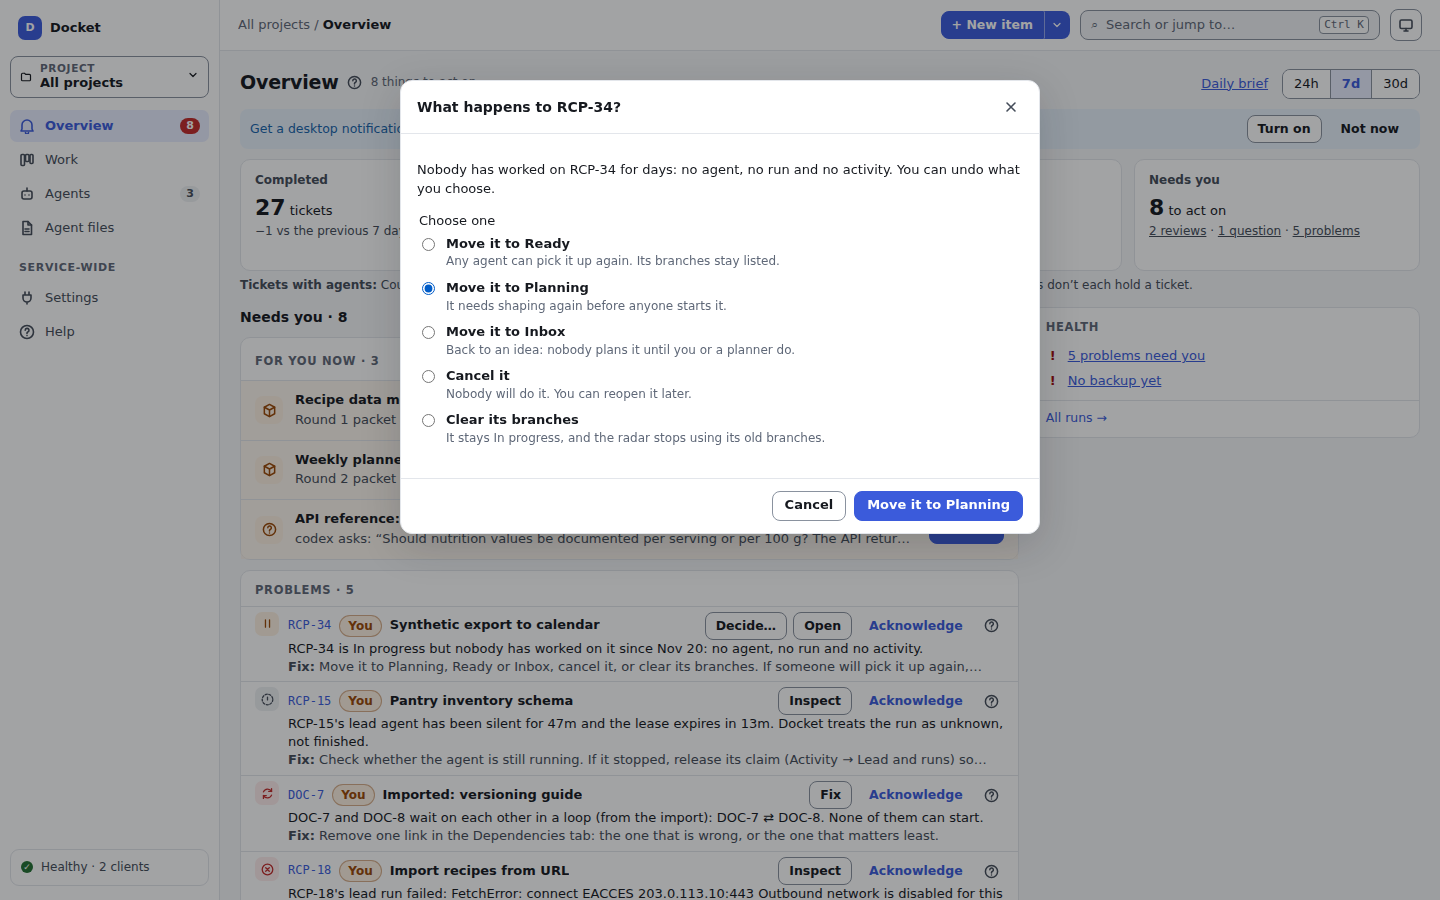 D Docket
PROJECT
All projects
Overview 8
Work
Agents 3
Agent files
SERVICE-WIDE
Settings
Help
Healthy · 2 clients
All projects / Overview
+ New item
Search or jump to… Ctrl K
Overview 8 things to act on
Daily brief 24h 7d 30d
Get a desktop
Turn on Not now
Completed
27 tickets
−1 vs the previous 7
Needs you
8 to act on
2 reviews · 1 question · 5 problems
Tickets with agents:
don’t each hold a ticket.
Needs you · 8
FOR YOU NOW · 3
Recipe data
Round 1 packet
Weekly
Round 2 packet
API reference:
codex asks: “Should nutrition values be documented per serving or per 100 g? The API retur…
HEALTH
! 5 problems need you
! No backup yet
All runs →
What happens to RCP-34?
Nobody has worked on RCP-34 for days: no agent, no run and no activity. You can undo what
you choose.
Choose one
Move it to Ready
Any agent can pick it up again. Its branches stay listed.
Move it to Planning
It needs shaping again before anyone starts it.
Move it to Inbox
Back to an idea: nobody plans it until you or a planner do.
Cancel it
Nobody will do it. You can reopen it later.
Clear its branches
It stays In progress, and the radar stops using its old branches.
Cancel Move it to Planning
PROBLEMS · 5
RCP-34 You Synthetic export to calendar Decide… Open Acknowledge
RCP-34 is In progress but nobody has worked on it since Nov 20: no agent, no run and no activity.
Fix: Move it to Planning, Ready or Inbox, cancel it, or clear its branches. If someone will pick it up again,…
RCP-15 You Pantry inventory schema Inspect Acknowledge
RCP-15's lead agent has been silent for 47m and the lease expires in 13m. Docket treats the run as unknown,
not finished.
Fix: Check whether the agent is still running. If it stopped, release its claim (Activity → Lead and runs) so…
DOC-7 You Imported: versioning guide Fix Acknowledge
DOC-7 and DOC-8 wait on each other in a loop (from the import): DOC-7 ⇄ DOC-8. None of them can start.
Fix: Remove one link in the Dependencies tab: the one that is wrong, or the one that matters least.
RCP-18 You Import recipes from URL Inspect Acknowledge
RCP-18's lead run failed: FetchError: connect EACCES 203.0.113.10:443 Outbound network is disabled for this